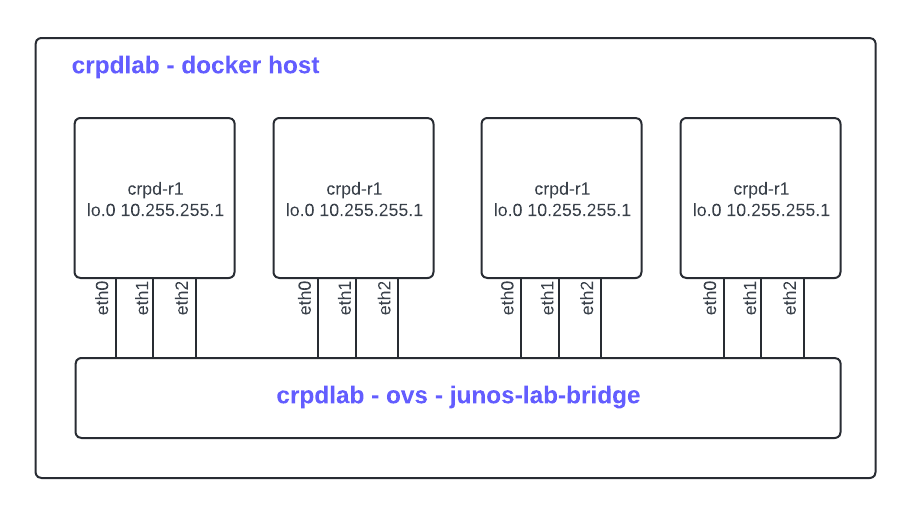 crpdlab - docker host
crpd-r1
lo.0 10.255.255.1
crpd-r1
lo.0 10.255.255.1
crpd-r1
lo.0 10.255.255.1
crpd-r1
lo.0 10.255.255.1
eth0
eth1
eth2
eth0
eth1
eth2
eth0
eth1
eth2
eth0
eth1
eth2
crpdlab - ovs - junos-lab-bridge